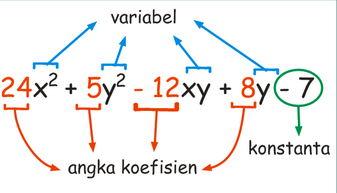 variabel
24x² + 5y² - 12xy + 8y - 7
konstanta
angka koefisien